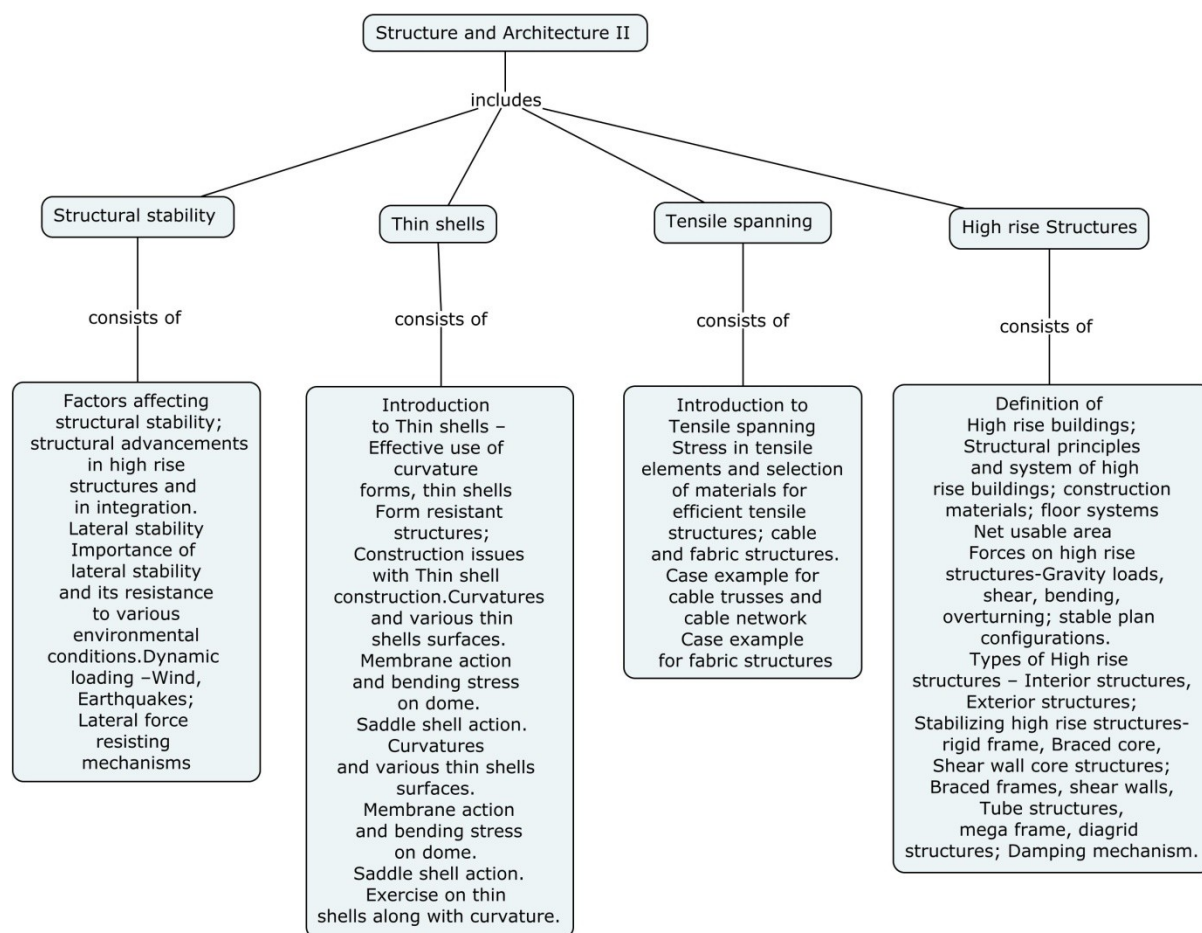 Structure and Architecture II
includes
Structural stability
Thin shells
Tensile spanning
High rise Structures
consists of
consists of
consists of
consists of
Factors affecting
structural stability;
structural advancements
in high rise
structures and
in integration.
Lateral stability
Importance of
lateral stability
and its resistance
to various
environmental
conditions.Dynamic
loading –Wind,
Earthquakes;
Lateral force
resisting
mechanisms
Introduction
to Thin shells –
Effective use of
curvature
forms, thin shells
Form resistant
structures;
Construction issues
with Thin shell
construction.Curvatures
and various thin
shells surfaces.
Membrane action
and bending stress
on dome.
Saddle shell action.
Curvatures
and various thin shells
surfaces.
Membrane action
and bending stress
on dome.
Saddle shell action.
Exercise on thin
shells along with curvature.
Introduction to
Tensile spanning
Stress in tensile
elements and selection
of materials for
efficient tensile
structures; cable
and fabric structures.
Case example for
cable trusses and
cable network
Case example
for fabric structures
Definition of
High rise buildings;
Structural principles
and system of high
rise buildings; construction
materials; floor systems
Net usable area
Forces on high rise
structures-Gravity loads,
shear, bending,
overturning; stable plan
configurations.
Types of High rise
structures – Interior structures,
Exterior structures;
Stabilizing high rise structures-
rigid frame, Braced core,
Shear wall core structures;
Braced frames, shear walls,
Tube structures,
mega frame, diagrid
structures; Damping mechanism.